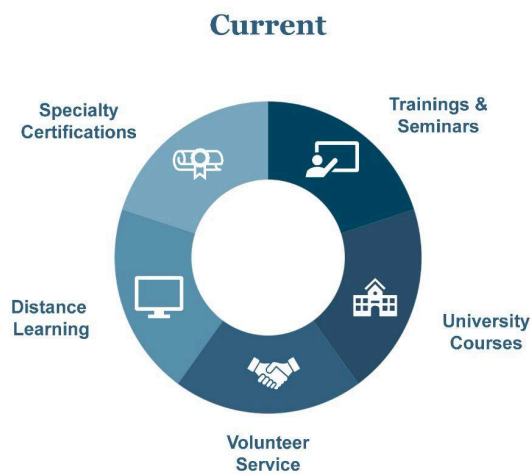 Current
Specialty
Certifications
Trainings &
Seminars
Distance
Learning
University
Courses
Volunteer
Service